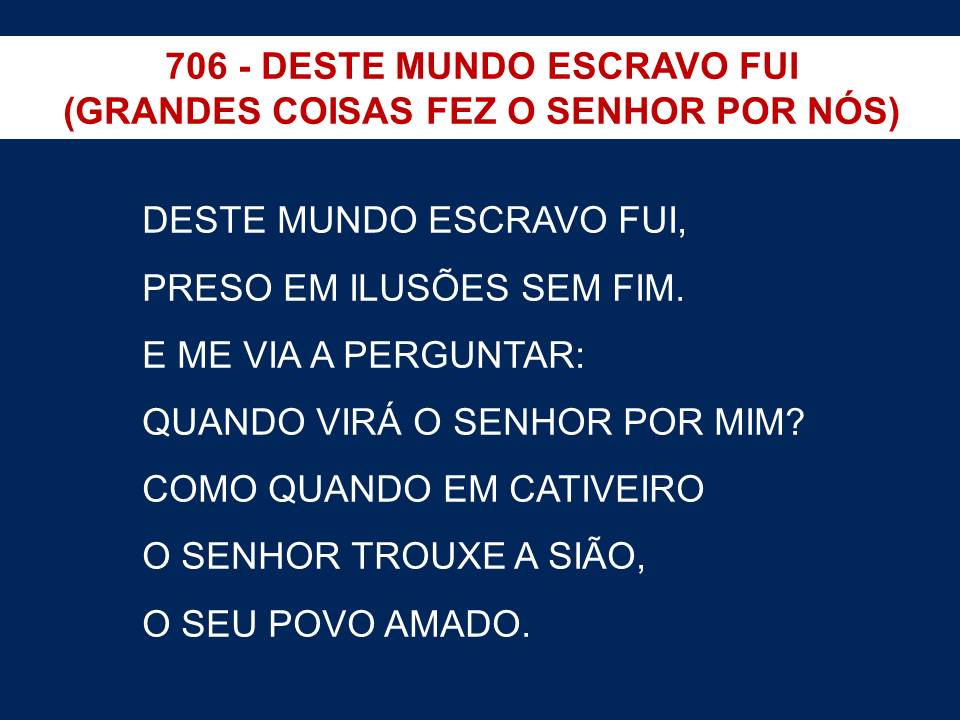 706 - DESTE MUNDO ESCRAVO FUI
(GRANDES COISAS FEZ O SENHOR POR NÓS)
DESTE MUNDO ESCRAVO FUI,
PRESO EM ILUSÕES SEM FIM.
E ME VIA A PERGUNTAR:
QUANDO VIRÁ O SENHOR POR MIM?
COMO QUANDO EM CATIVEIRO
O SENHOR TROUXE A SIÃO,
O SEU POVO AMADO.